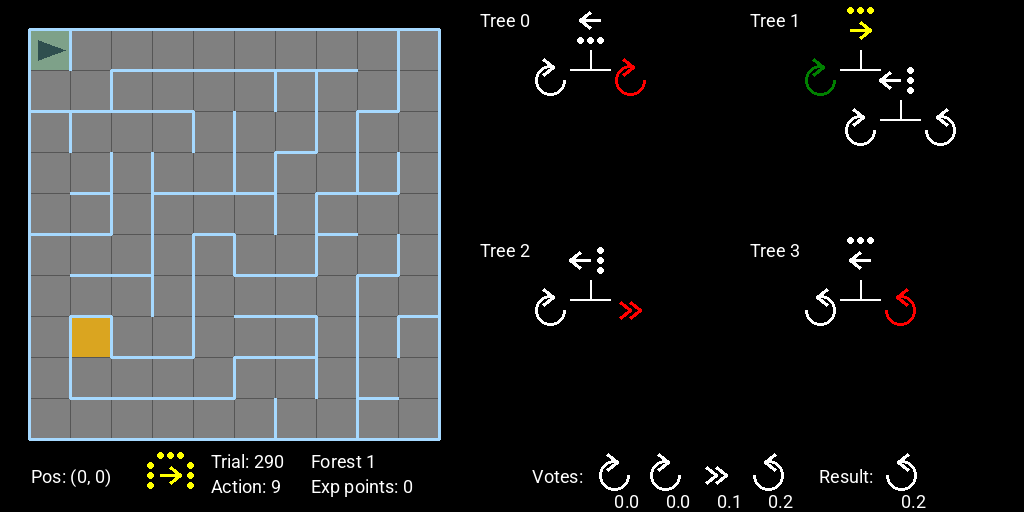 Tree 0
Tree 1
Tree 2
Tree 3
Pos: (0, 0)
Trial: 290
Forest 1
Action: 9
Exp points: 0
Votes:
0.0
0.0
0.1
0.2
Result:
0.2